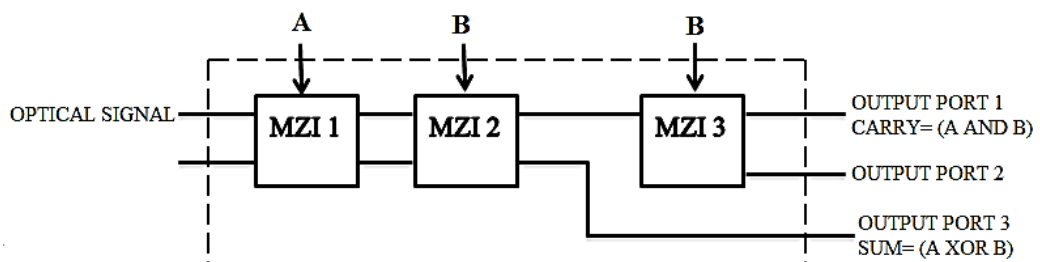 A B B
OPTICAL SIGNAL
MZI 1 MZI 2 MZI 3
OUTPUT PORT 1
CARRY= (A AND B)
OUTPUT PORT 2
OUTPUT PORT 3
SUM= (A XOR B)